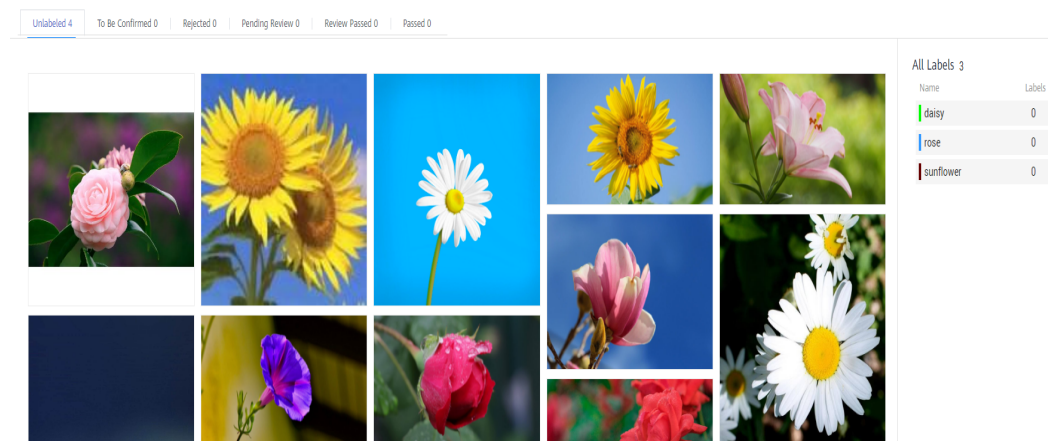 Unlabeled 4 To Be Confirmed 0 Rejected 0 Pending Review 0 Review Passed 0 Passed 0
All Labels 3
Name Labels
daisy 0
rose 0
sunflower 0